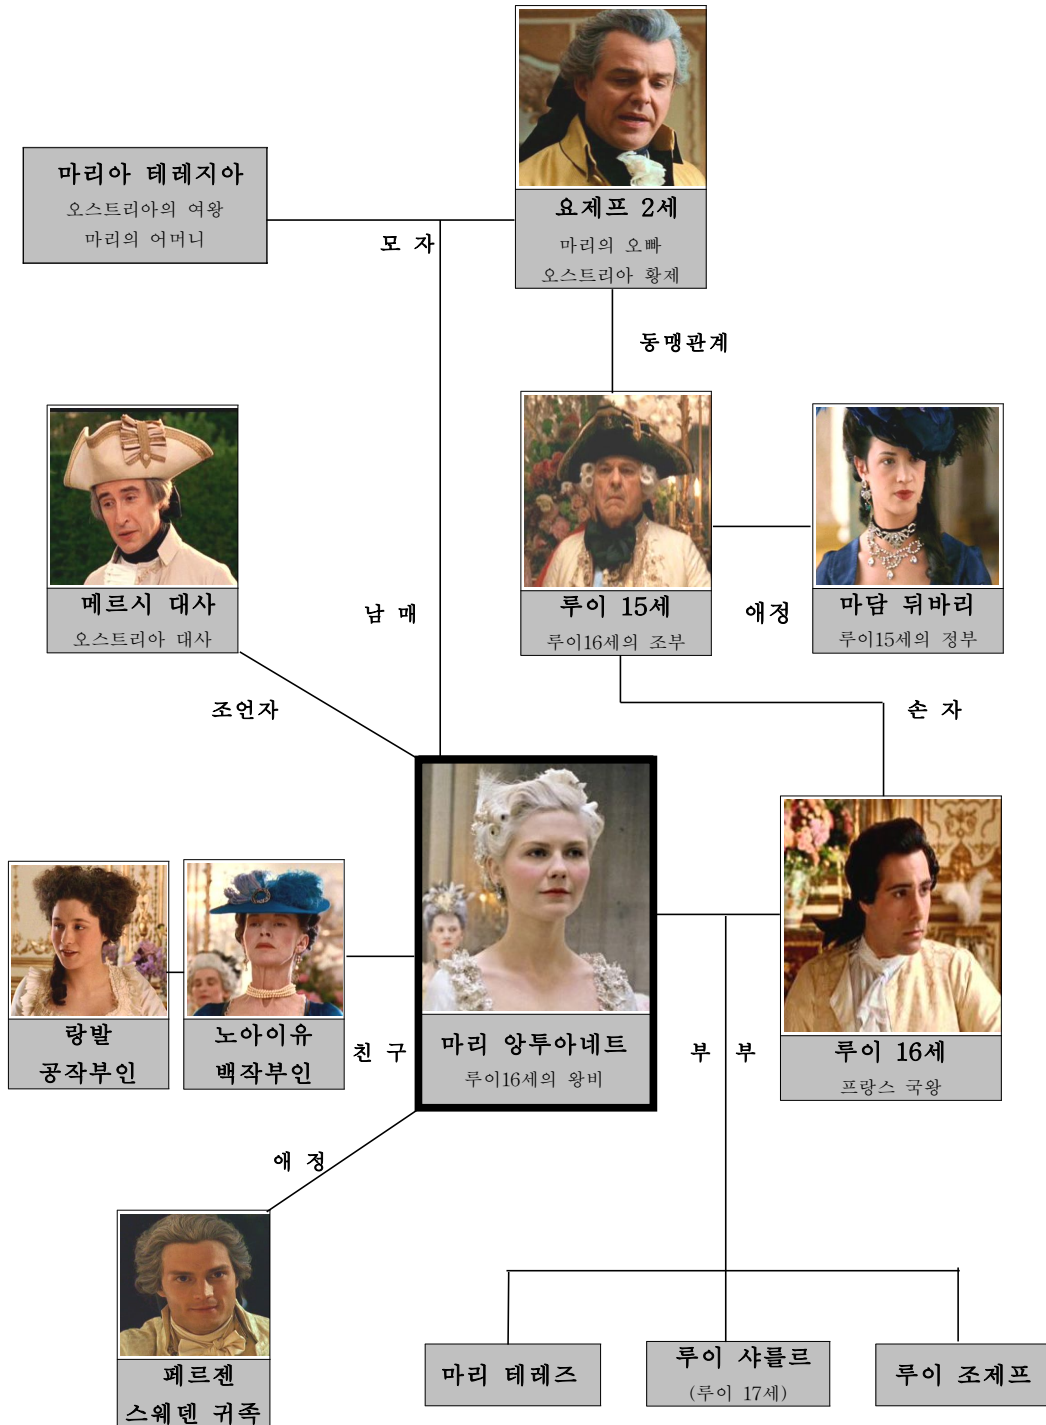 마리아 테레지아
오스트리아의 여왕
마리의 어머니
모 자
요제프 2세
마리의 오빠
오스트리아 황제
동맹관계
메르시 대사
오스트리아 대사
남 매
루이 15세
루이16세의 조부
애정
마담 뒤바리
루이15세의 정부
조언자
손 자
랑발
공작부인
노아이유
백작부인
친 구
마리 앙투아네트
루이16세의 왕비
부 부
루이 16세
프랑스 국왕
애 정
페르젠
스웨덴 귀족
마리 테레즈
루이 샤를르
(루이 17세)
루이 조제프